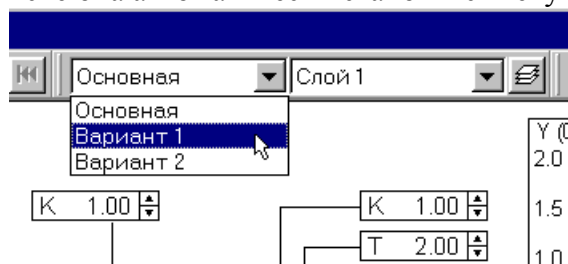 Основная Слой 1
Основная
Вариант 1
Вариант 2
К 1.00 К 1.00
Т 2.00
Y (0
2.0
1.5
1.0